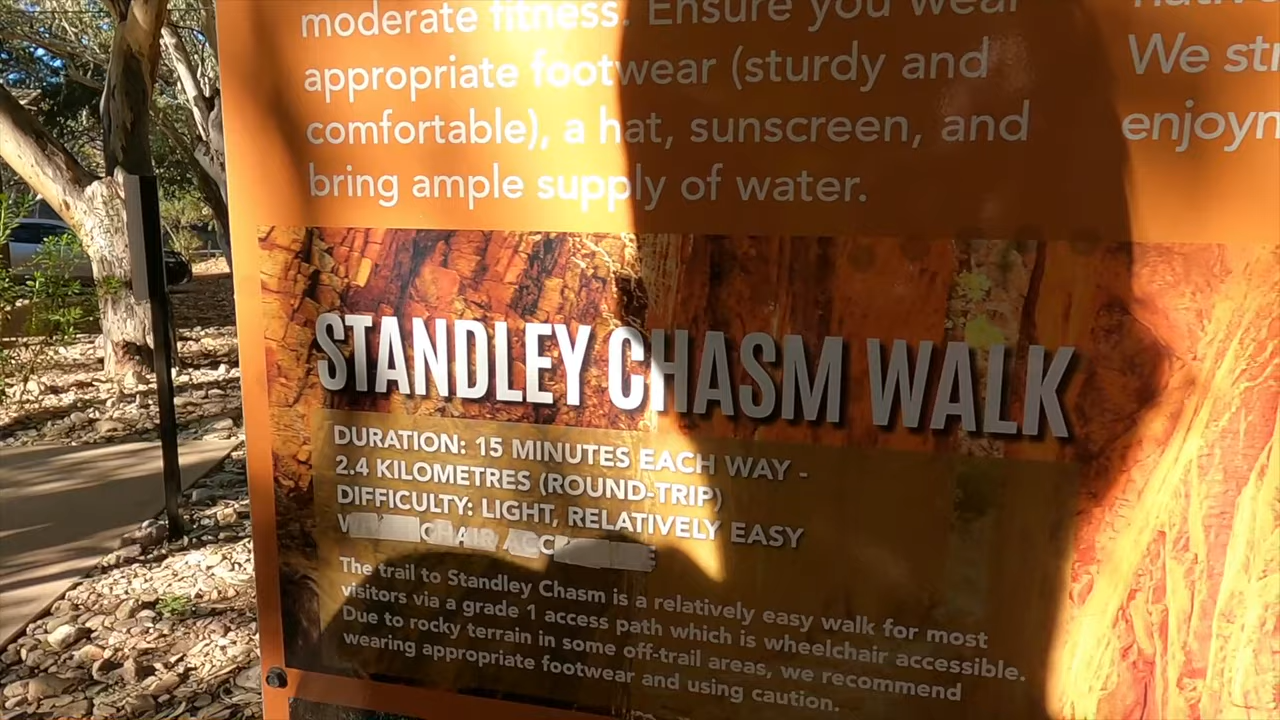 moderate fitness. Ensure you wear
appropriate footwear (sturdy and
comfortable), a hat, sunscreen, and
bring ample supply of water.
We
STANDLEY CHASM WALK
DURATION: 15 MINUTES EACH WAY -
2.4 KILOMETRES (ROUND-TRIP)
DIFFICULTY: LIGHT, RELATIVELY EASY
The trail to Standley Chasm is a relatively easy walk for most
visitors via a grade 1 access path which is wheelchair accessible.
Due to rocky terrain in some off-trail areas, we recommend
wearing appropriate footwear and using caution.